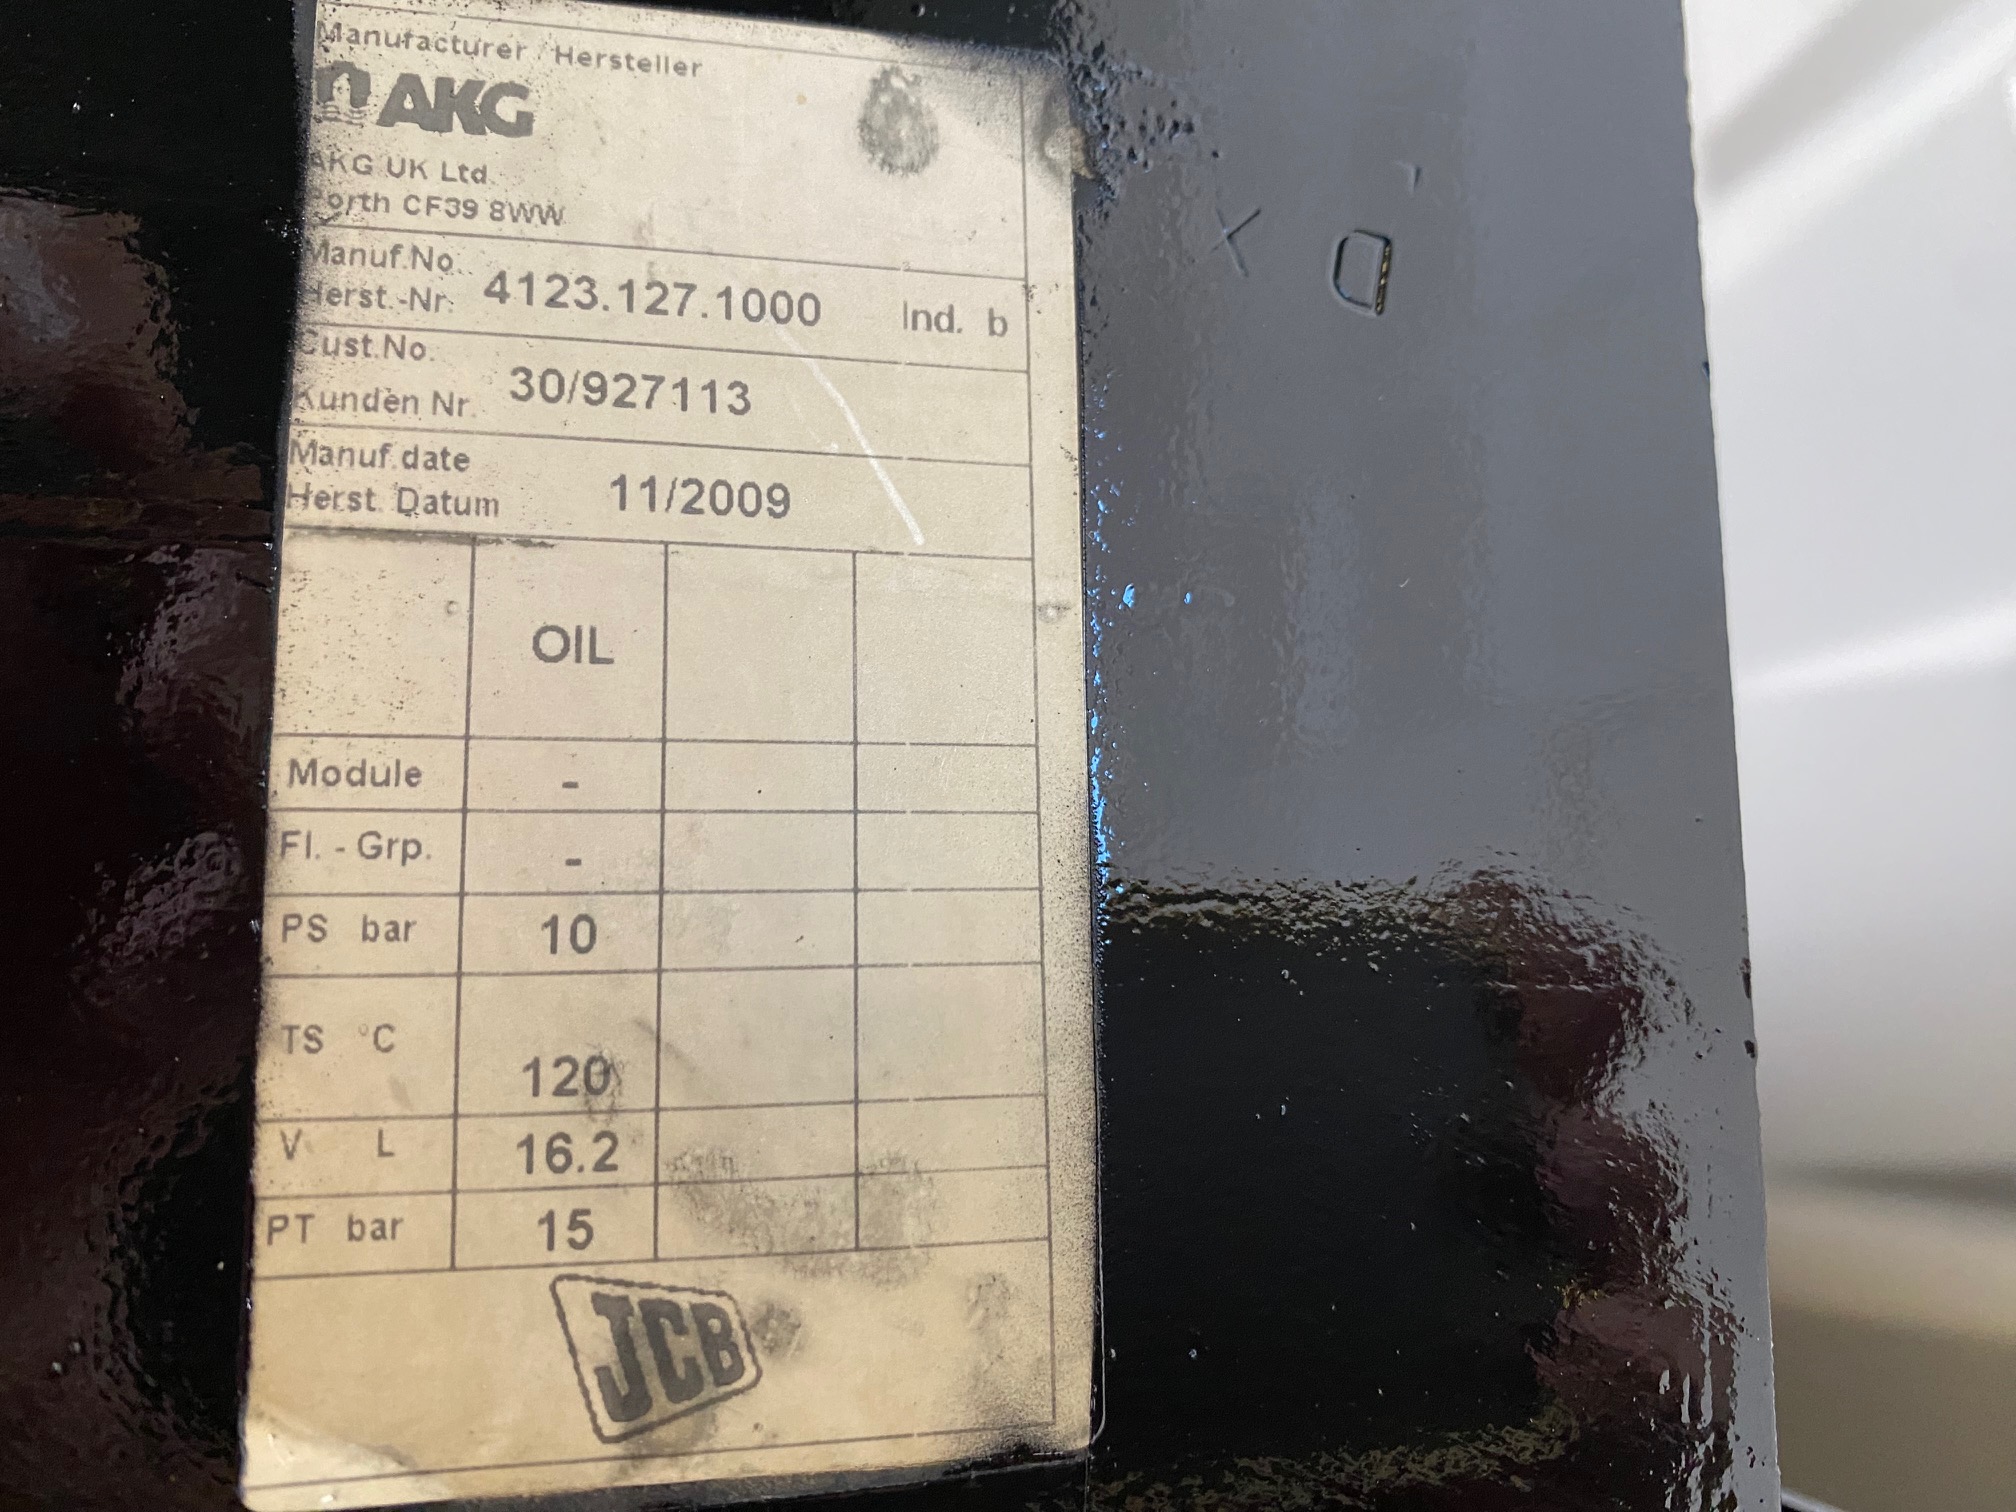 Manufacturer / Hersteller
AKG
AKG UK Ltd.
CF39 8WW
Manuf.No.
Herst.-Nr. 4123.127.1000 Ind. b
Cust.No.
Kunden Nr. 30/927113
Manuf.date
Herst. Datum 11/2009
OIL
Module -
Fl. - Grp. -
PS bar 10
TS °C 120
V L 16.2
PT bar 15
JCB
X D